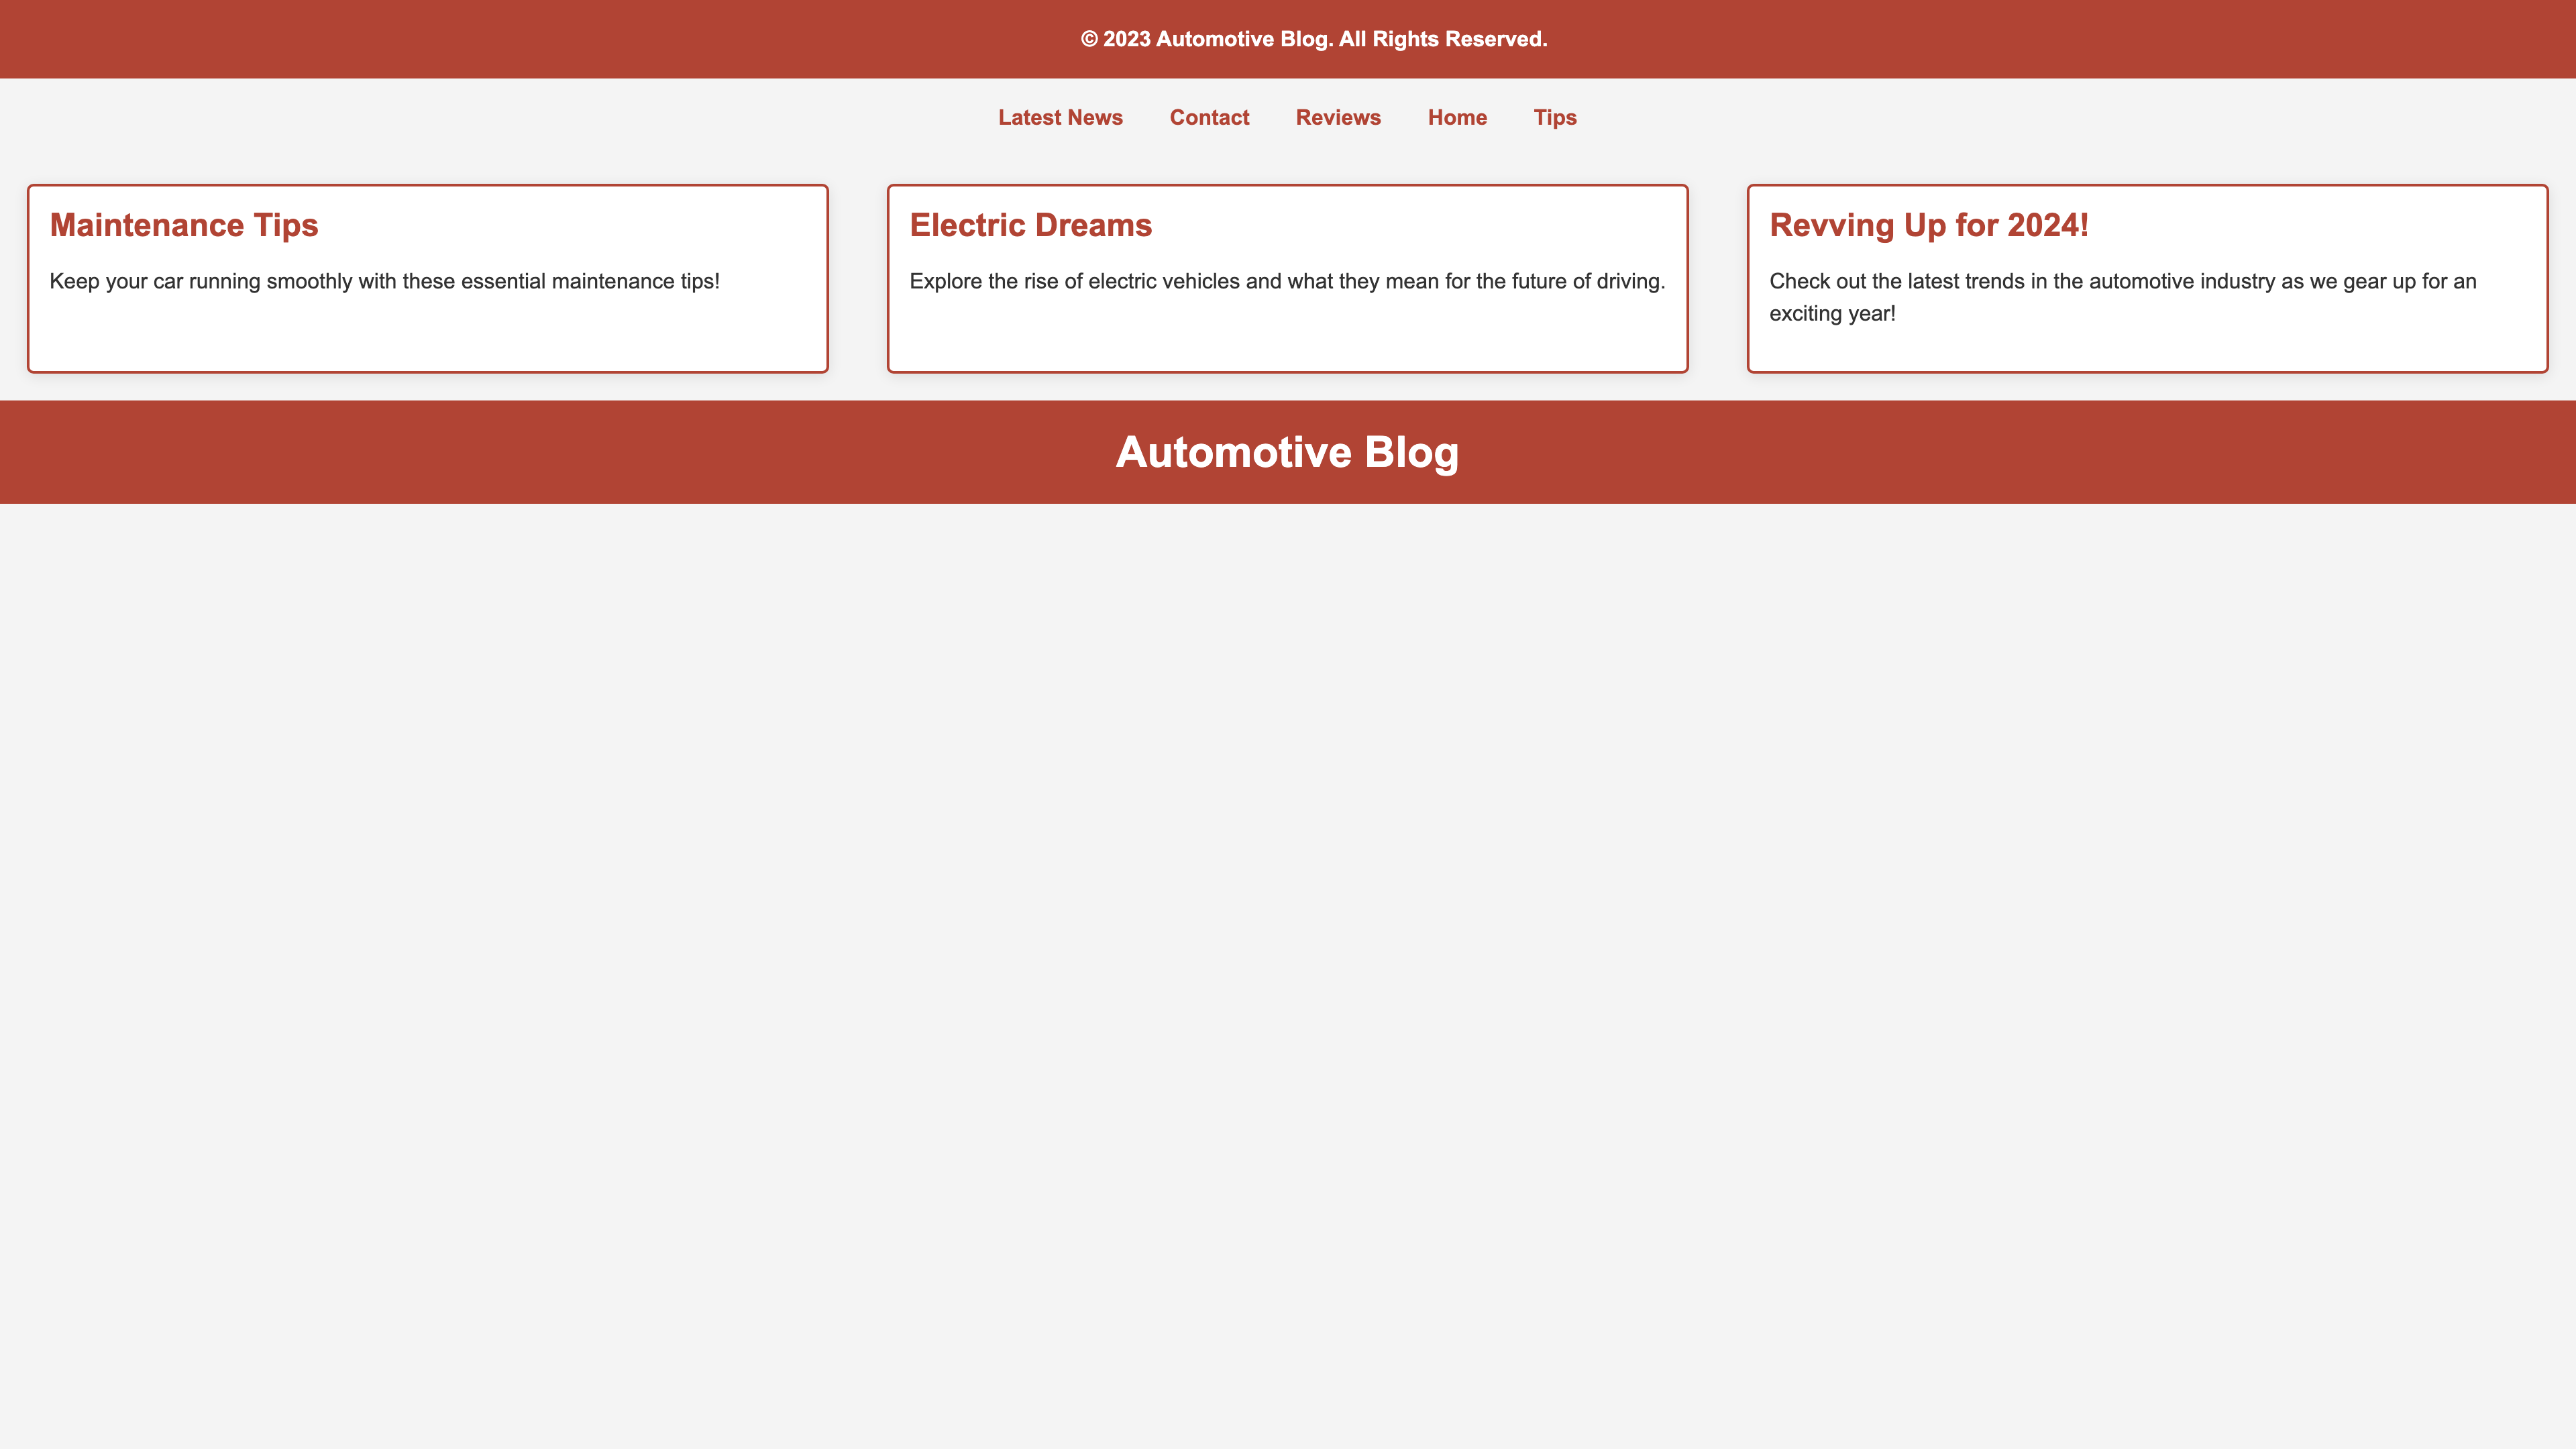 © 2023 Automotive Blog. All Rights Reserved.
Latest News Contact Reviews Home Tips
Maintenance Tips
Keep your car running smoothly with these essential maintenance tips!
Electric Dreams
Explore the rise of electric vehicles and what they mean for the future of driving.
Revving Up for 2024!
Check out the latest trends in the automotive industry as we gear up for an
exciting year!
Automotive Blog